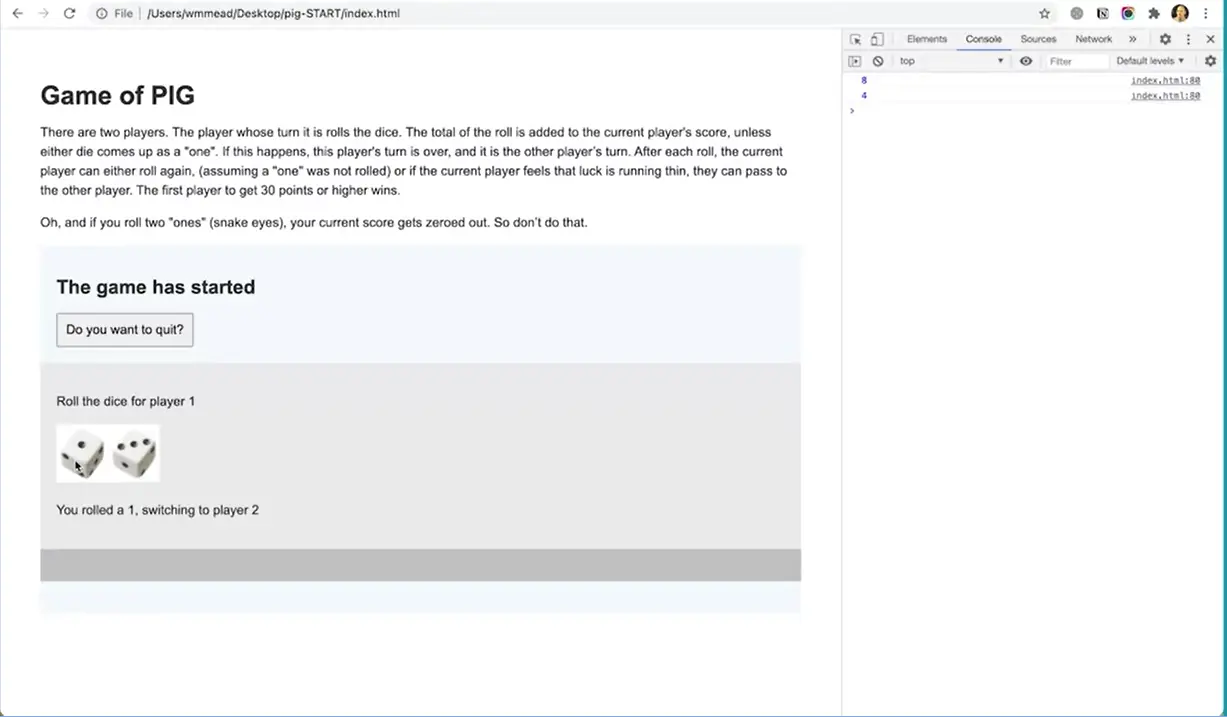 File /Users/wmmead/Desktop/pig-START/index.html
Elements Console Sources Network »
top Filter Default levels
8 index.html:80
4 index.html:80
Game of PIG
There are two players. The player whose turn it is rolls the dice. The total of the roll is added to the current player's score, unless
either die comes up as a "one". If this happens, this player's turn is over, and it is the other player's turn. After each roll, the current
player can either roll again, (assuming a "one" was not rolled) or if the current player feels that luck is running thin, they can pass to
the other player. The first player to get 30 points or higher wins.
Oh, and if you roll two "ones" (snake eyes), your current score gets zeroed out. So don't do that.
The game has started
Do you want to quit?
Roll the dice for player 1
You rolled a 1, switching to player 2